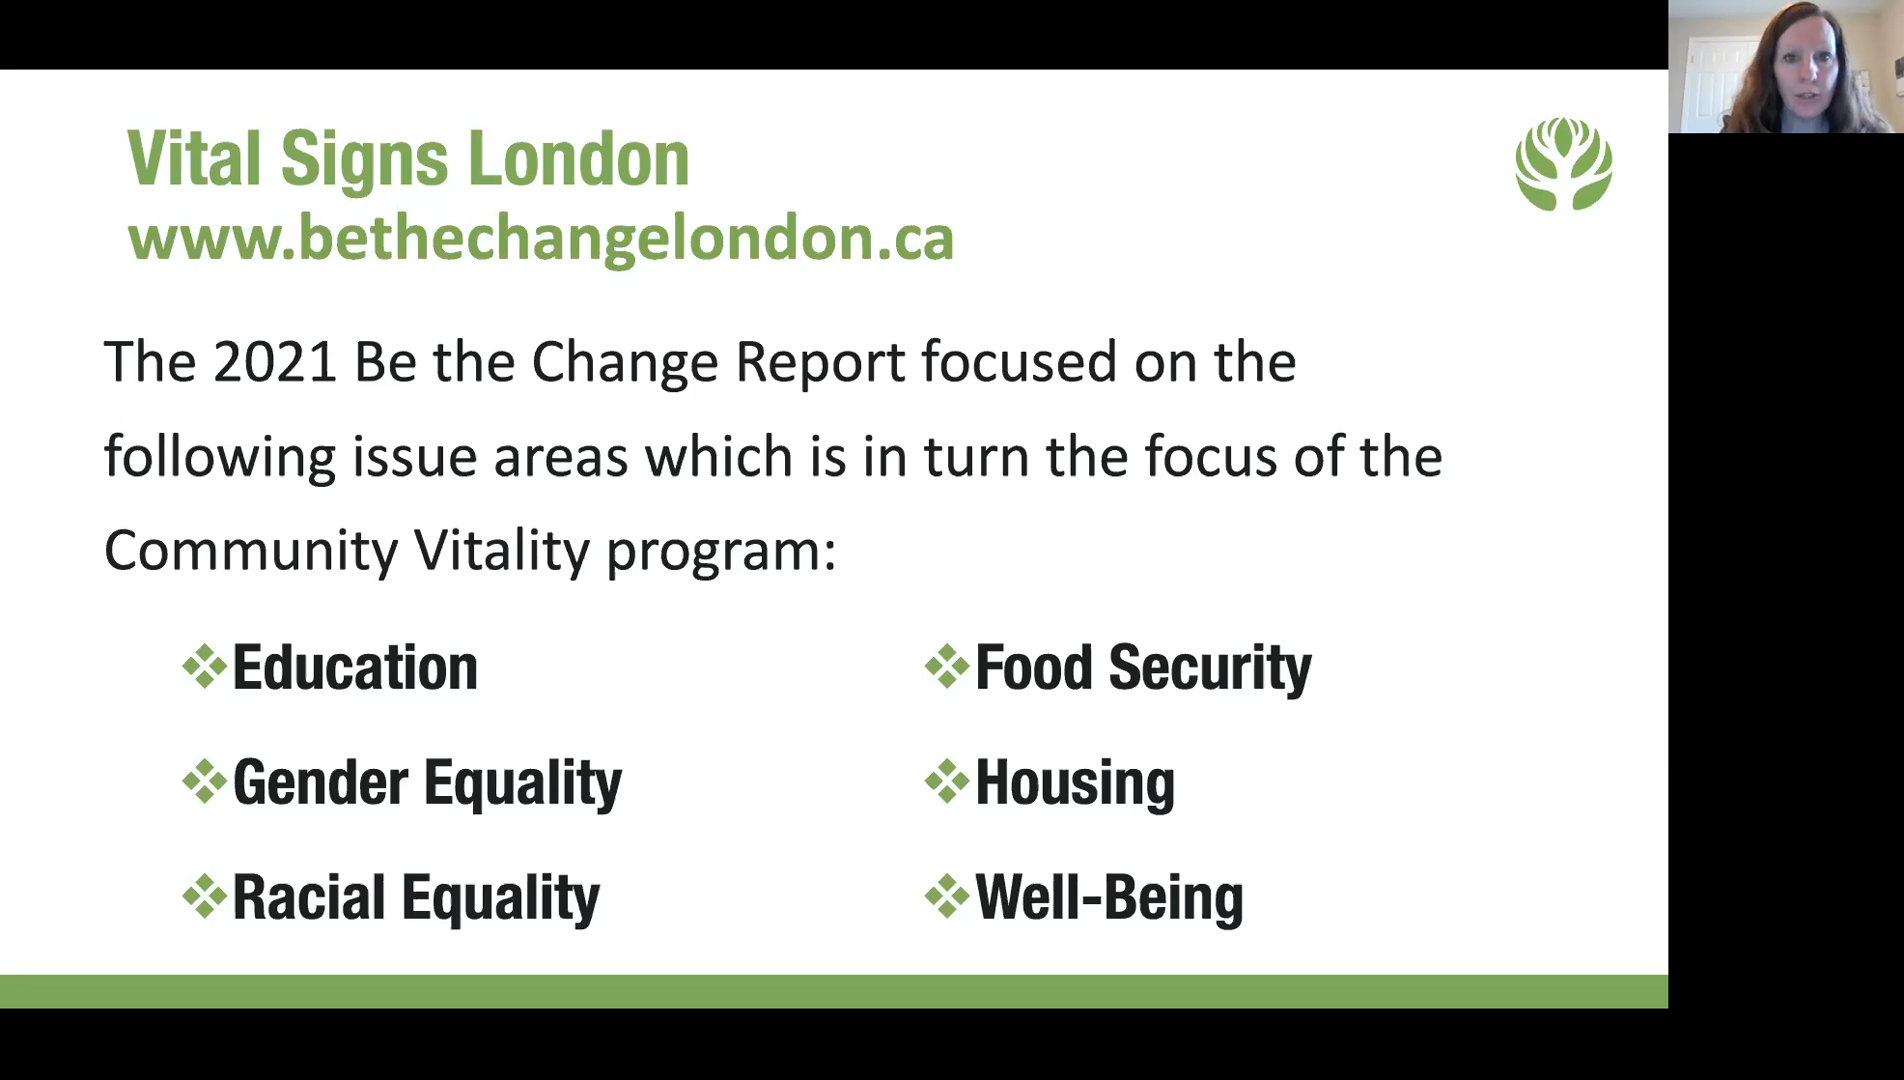 Vital Signs London
www.bethechangelondon.ca
The 2021 Be the Change Report focused on the
following issue areas which is in turn the focus of the
Community Vitality program:
❖Education
❖Gender Equality
❖Racial Equality
❖Food Security
❖Housing
❖Well-Being